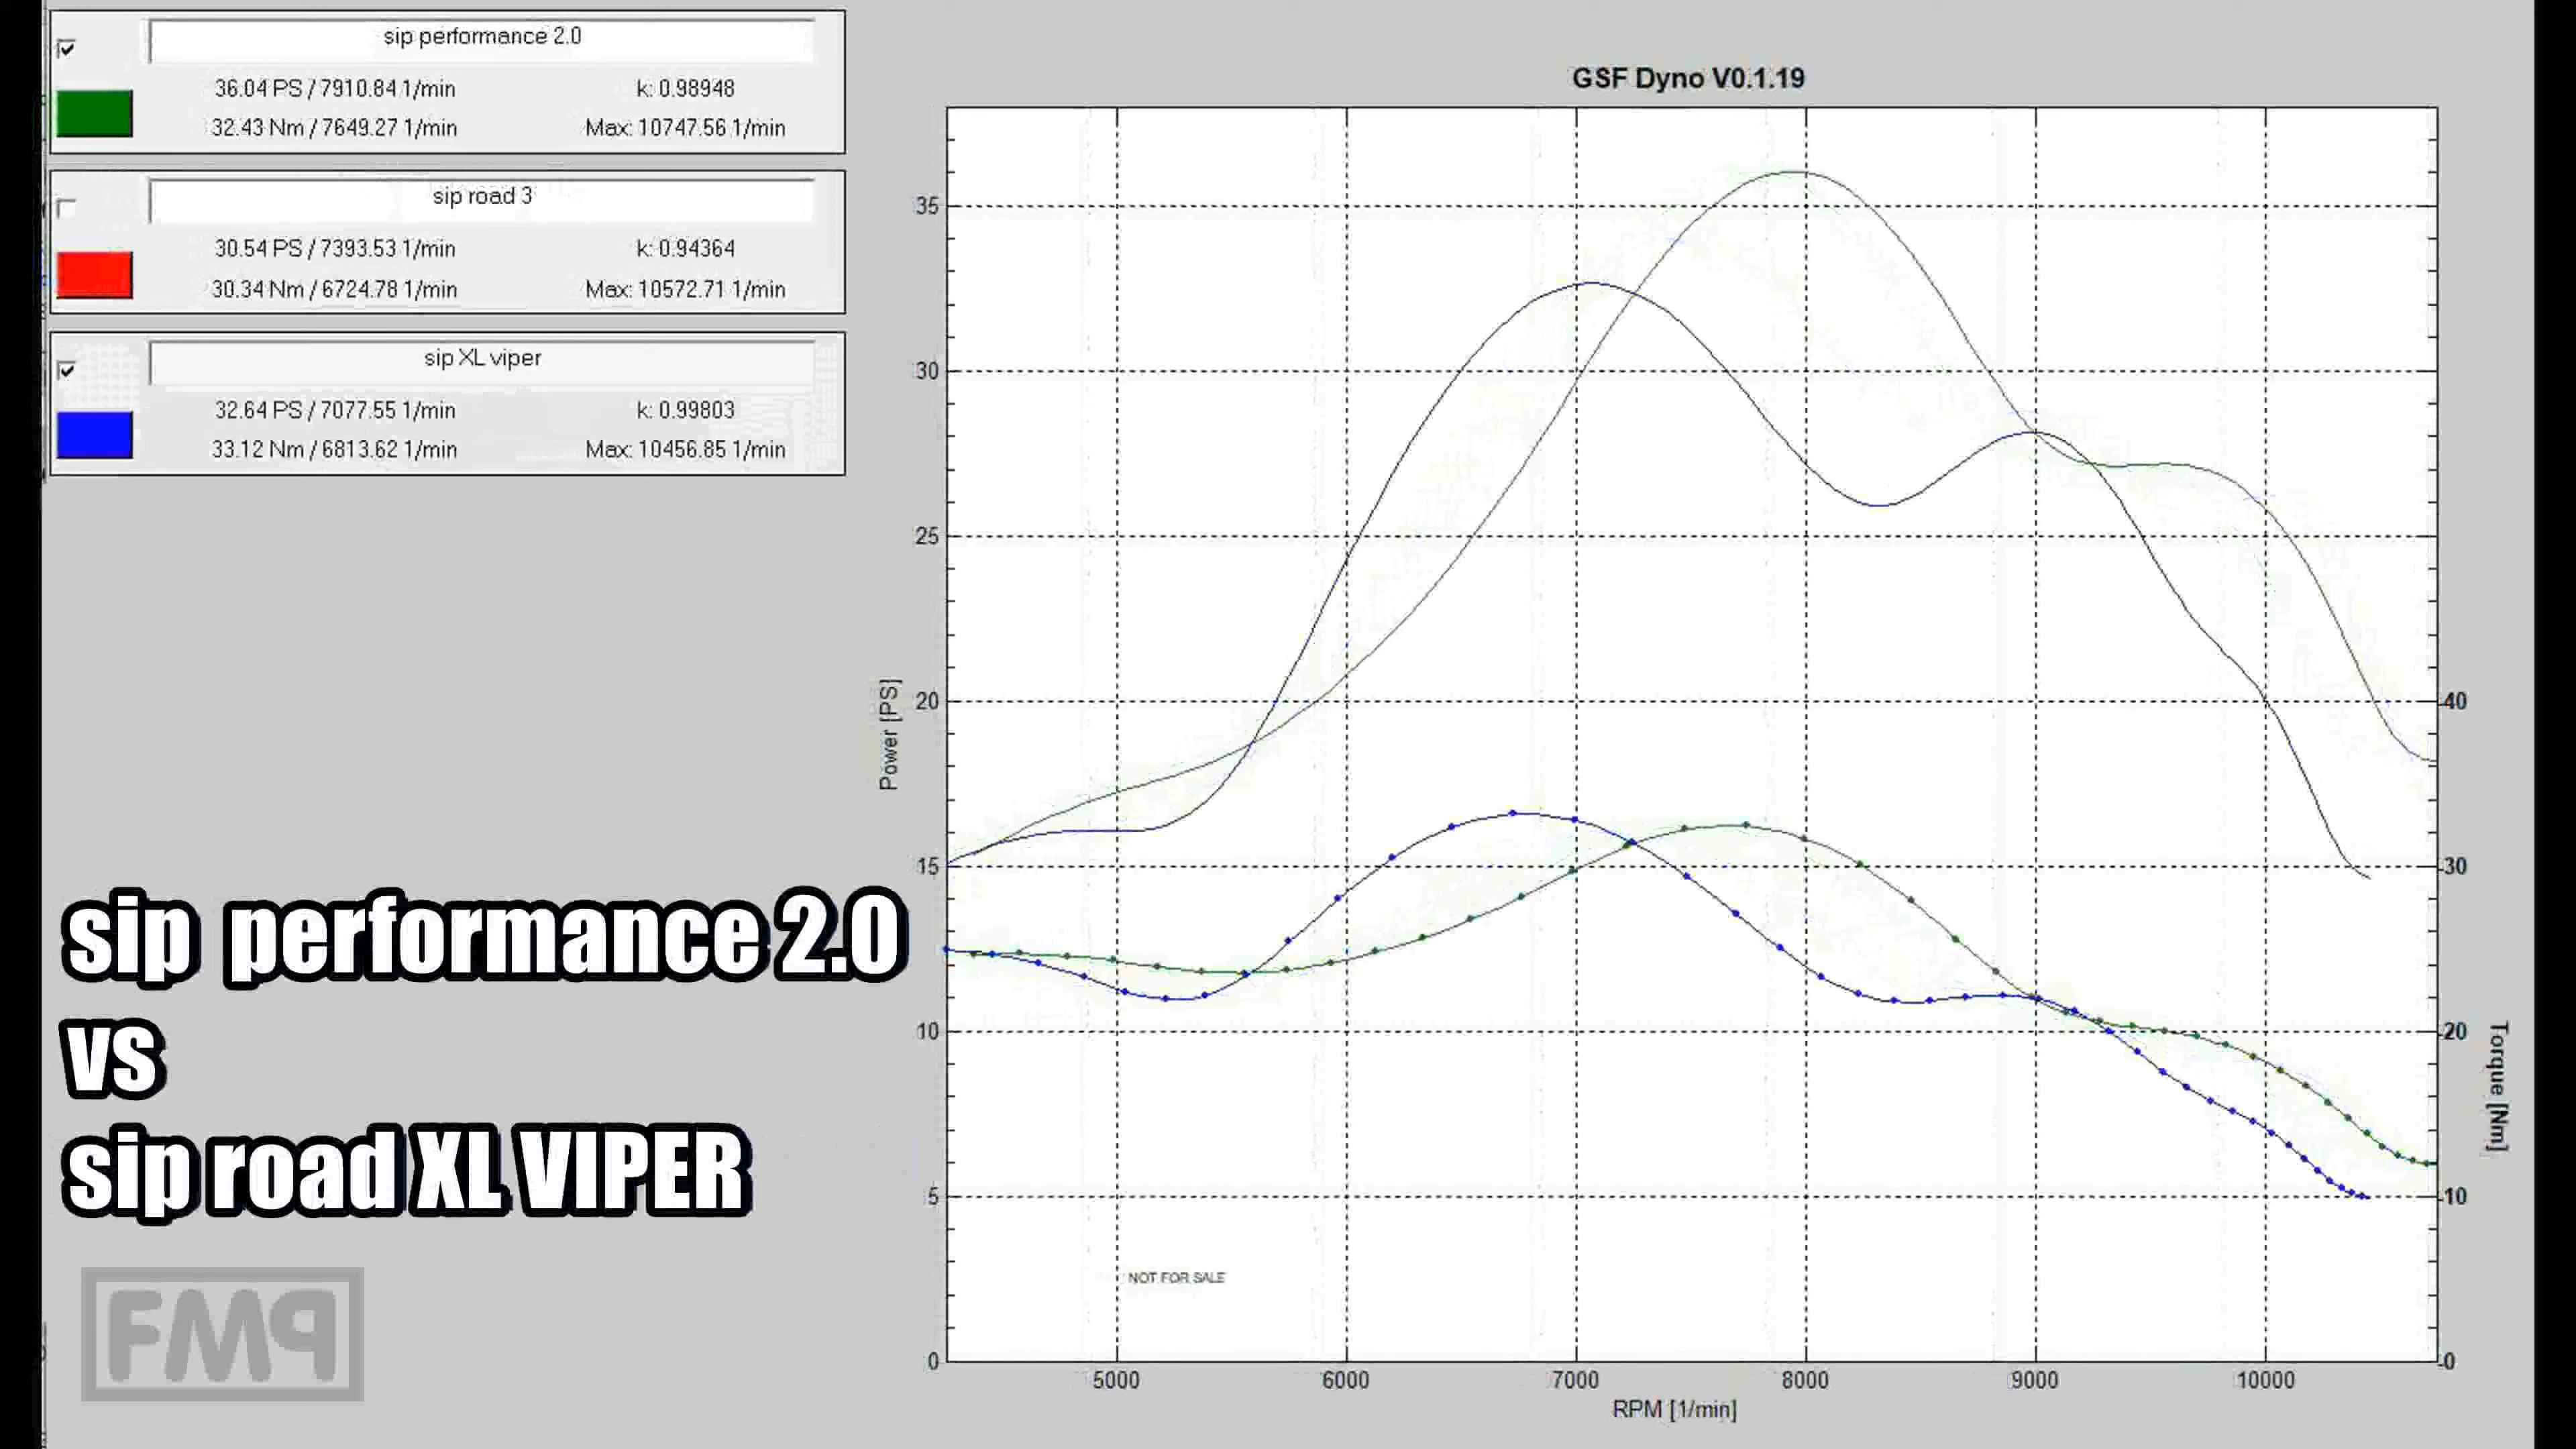 sip performance 2.0
36.04 PS / 7910.84 1/min
k: 0.98948
32.43 Nm / 7649.27 1/min
Max: 10747.56 1/min
sip road 3
30.54 PS / 7393.53 1/min
k: 0.94364
30.34 Nm / 6724.78 1/min
Max: 10572.71 1/min
sip XL viper
32.64 PS / 7077.55 1/min
k: 0.99803
33.12 Nm / 6813.62 1/min
Max: 10456.85 1/min
GSF Dyno V0.1.19
35
30
25
20
15
10
5
0
Power [PS]
40
30
20
10
0
Torque [Nm]
5000 6000 7000 8000 9000 10000
RPM [1/min]
NOT FOR SALE
sip performance 2.0
VS
sip road XL VIPER
FMP